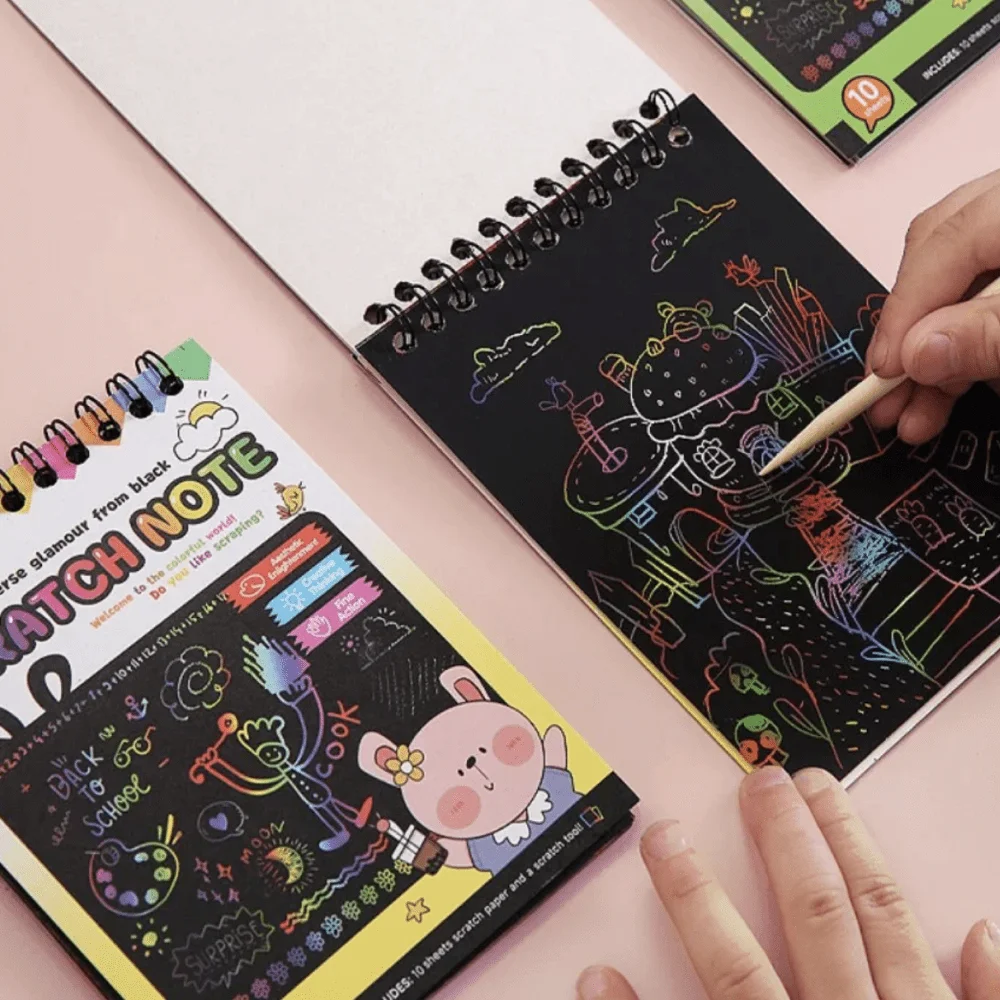 SURPRISE
10
sheets
INCLUDES: 10 sheets
erse glamour from black
RATCH NOTE
Welcome to the colorful world!
Do you like scraping?
Aesthetic
Enlightenment
Creative
Thinking
Fine
Action
BACK
TO
SCHOOL
COOK
MOON
SURPRISE
UDES: 10 sheets scratch paper and a scratch tool!